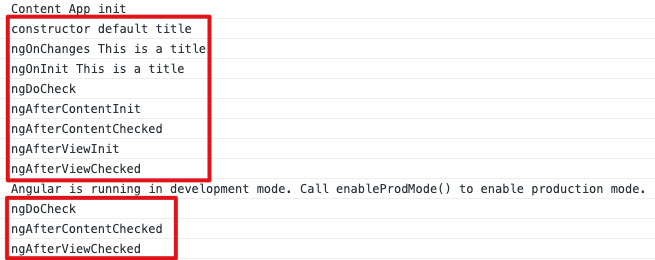 Content App init
constructor default title
ngOnChanges This is a title
ngOnInit This is a title
ngDoCheck
ngAfterContentInit
ngAfterContentChecked
ngAfterViewInit
ngAfterViewChecked
Angular is running in development mode. Call enableProdMode() to enable production mode.
ngDoCheck
ngAfterContentChecked
ngAfterViewChecked